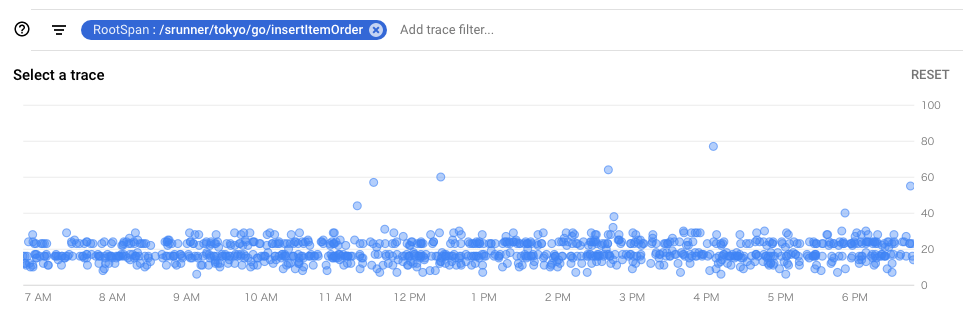 RootSpan : /srunner/tokyo/go/insertItemOrder Add trace filter...
Select a trace RESET
100
80
60
40
20
0
7 AM 8 AM 9 AM 10 AM 11 AM 12 PM 1 PM 2 PM 3 PM 4 PM 5 PM 6 PM